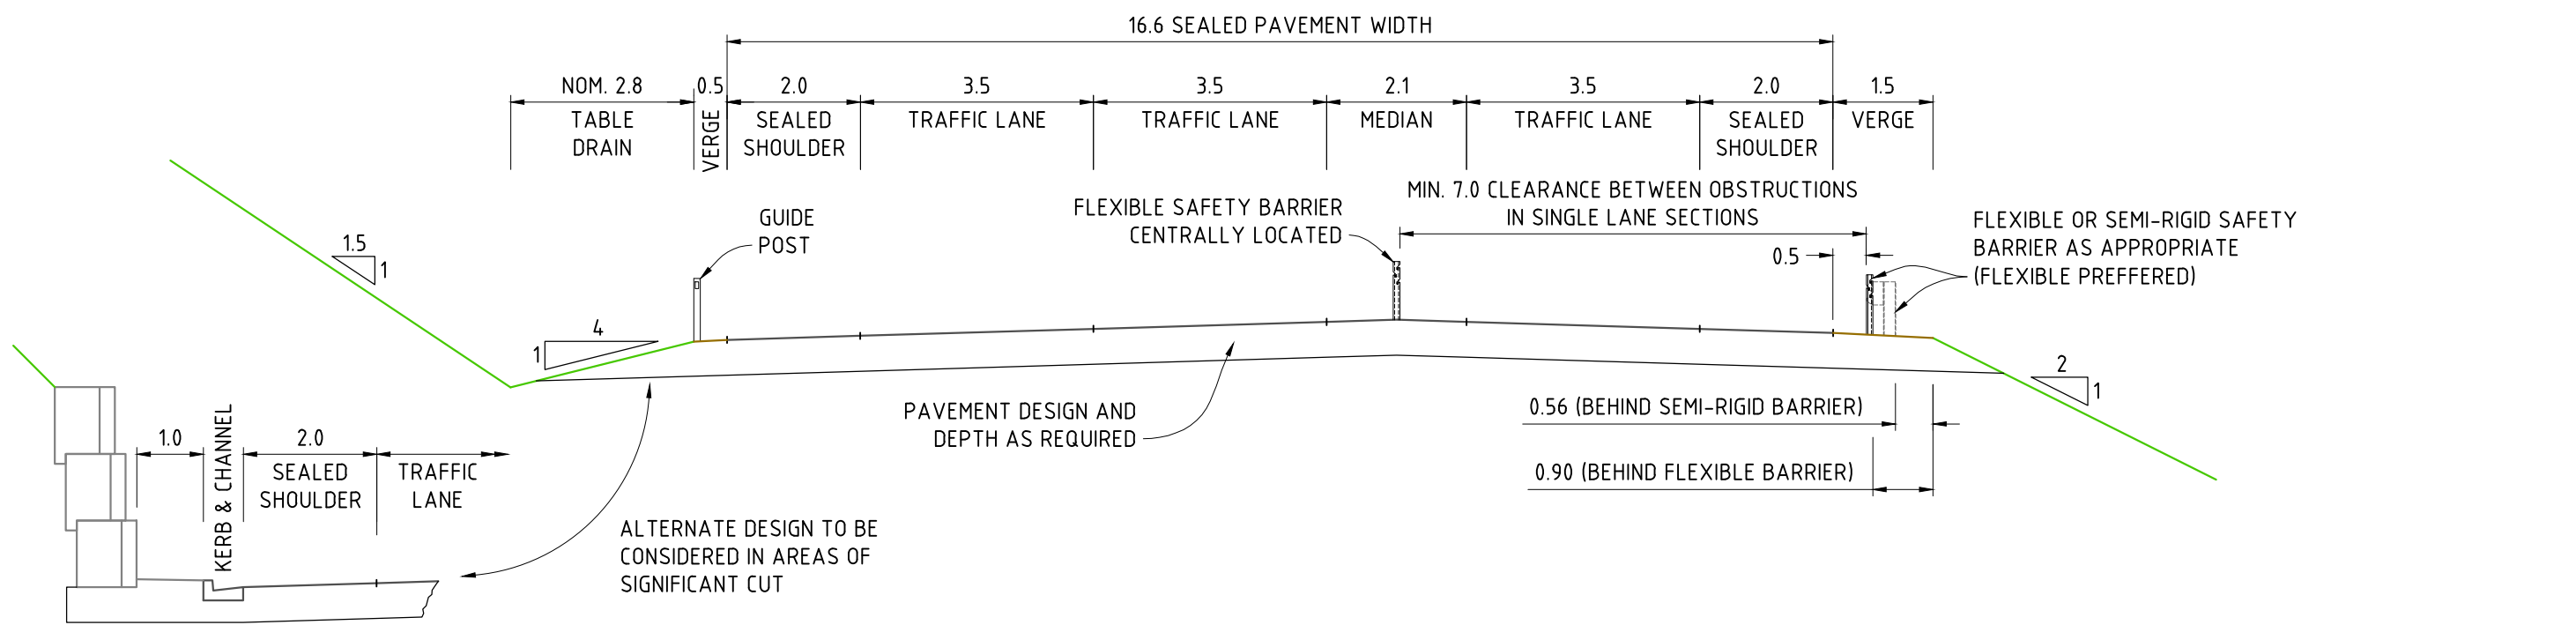 16.6 SEALED PAVEMENT WIDTH
NOM. 2.8
0.5
2.0
3.5
3.5
2.1
3.5
2.0
1.5
TABLE
DRAIN
VERGE
SEALED
SHOULDER
TRAFFIC LANE
TRAFFIC LANE
MEDIAN
TRAFFIC LANE
SEALED
SHOULDER
VERGE
MIN. 7.0 CLEARANCE BETWEEN OBSTRUCTIONS
IN SINGLE LANE SECTIONS
GUIDE
POST
FLEXIBLE SAFETY BARRIER
CENTRALLY LOCATED
FLEXIBLE OR SEMI-RIGID SAFETY
BARRIER AS APPROPRIATE
(FLEXIBLE PREFFERED)
0.5
1.5
1
4
1
2
1
0.56 (BEHIND SEMI-RIGID BARRIER)
0.90 (BEHIND FLEXIBLE BARRIER)
PAVEMENT DESIGN AND
DEPTH AS REQUIRED
1.0
KERB & CHANNEL
2.0
SEALED
SHOULDER
TRAFFIC
LANE
ALTERNATE DESIGN TO BE
CONSIDERED IN AREAS OF
SIGNIFICANT CUT